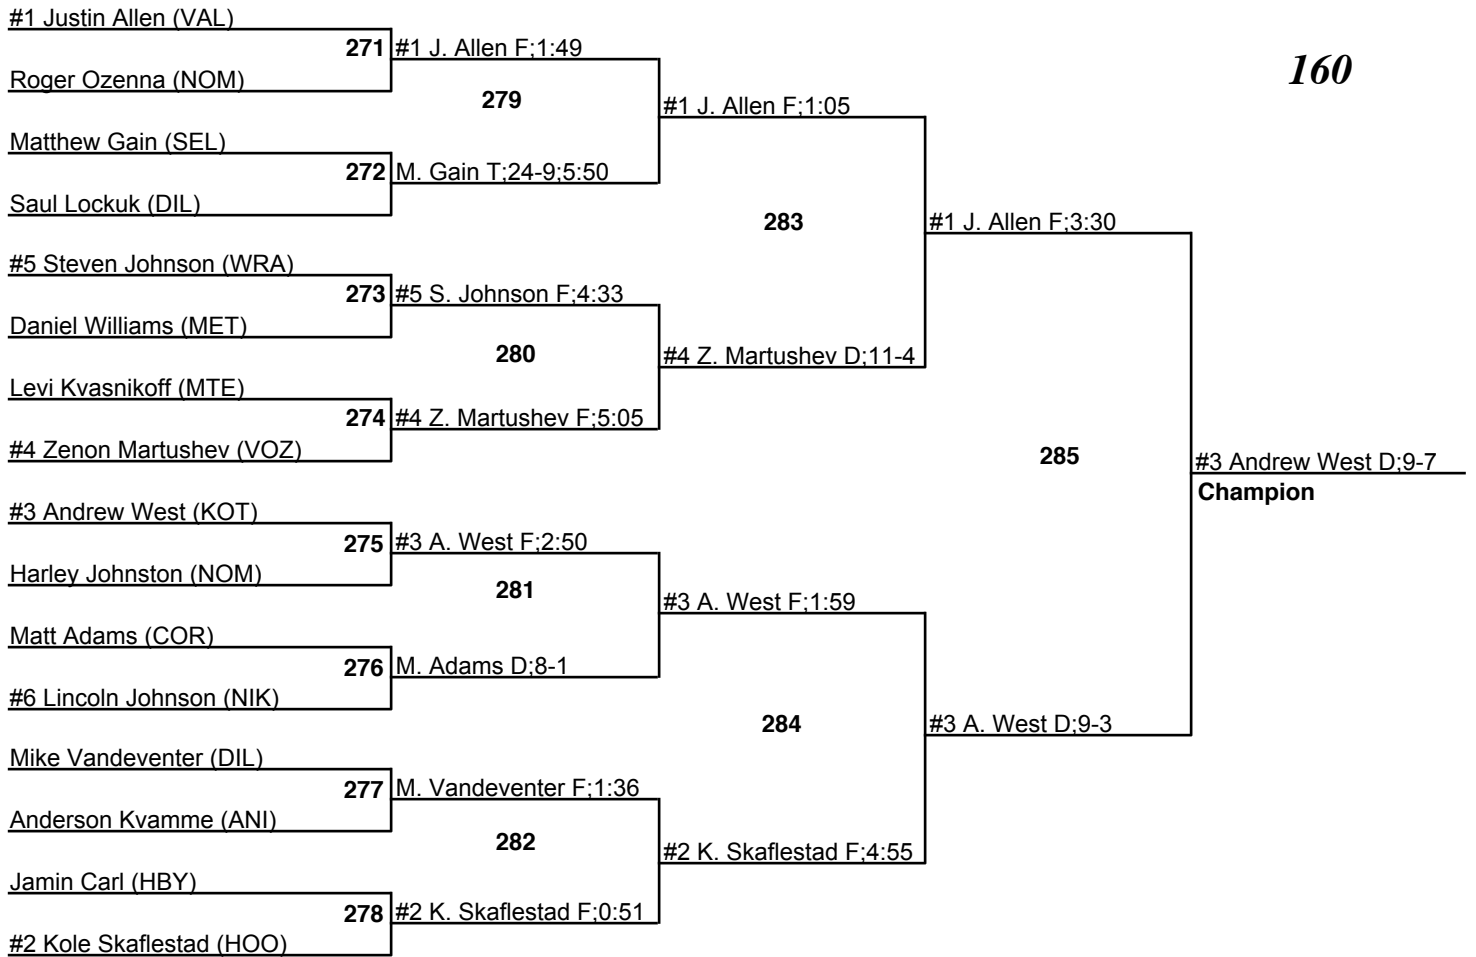 #1 Justin Allen (VAL)
271 #1 J. Allen F;1:49
160
Roger Ozenna (NOM)
279
#1 J. Allen F;1:05
Matthew Gain (SEL)
272 M. Gain T;24-9;5:50
Saul Lockuk (DIL)
283
#1 J. Allen F;3:30
#5 Steven Johnson (WRA)
273 #5 S. Johnson F;4:33
Daniel Williams (MET)
280
#4 Z. Martushev D;11-4
Levi Kvasnikoff (MTE)
274 #4 Z. Martushev F;5:05
#4 Zenon Martushev (VOZ)
285
#3 Andrew West D;9-7
Champion
#3 Andrew West (KOT)
275 #3 A. West F;2:50
Harley Johnston (NOM)
281
#3 A. West F;1:59
Matt Adams (COR)
276 M. Adams D;8-1
#6 Lincoln Johnson (NIK)
284
#3 A. West D;9-3
Mike Vandeventer (DIL)
277 M. Vandeventer F;1:36
Anderson Kvamme (ANI)
282
#2 K. Skaflestad F;4:55
Jamin Carl (HBY)
278 #2 K. Skaflestad F;0:51
#2 Kole Skaflestad (HOO)